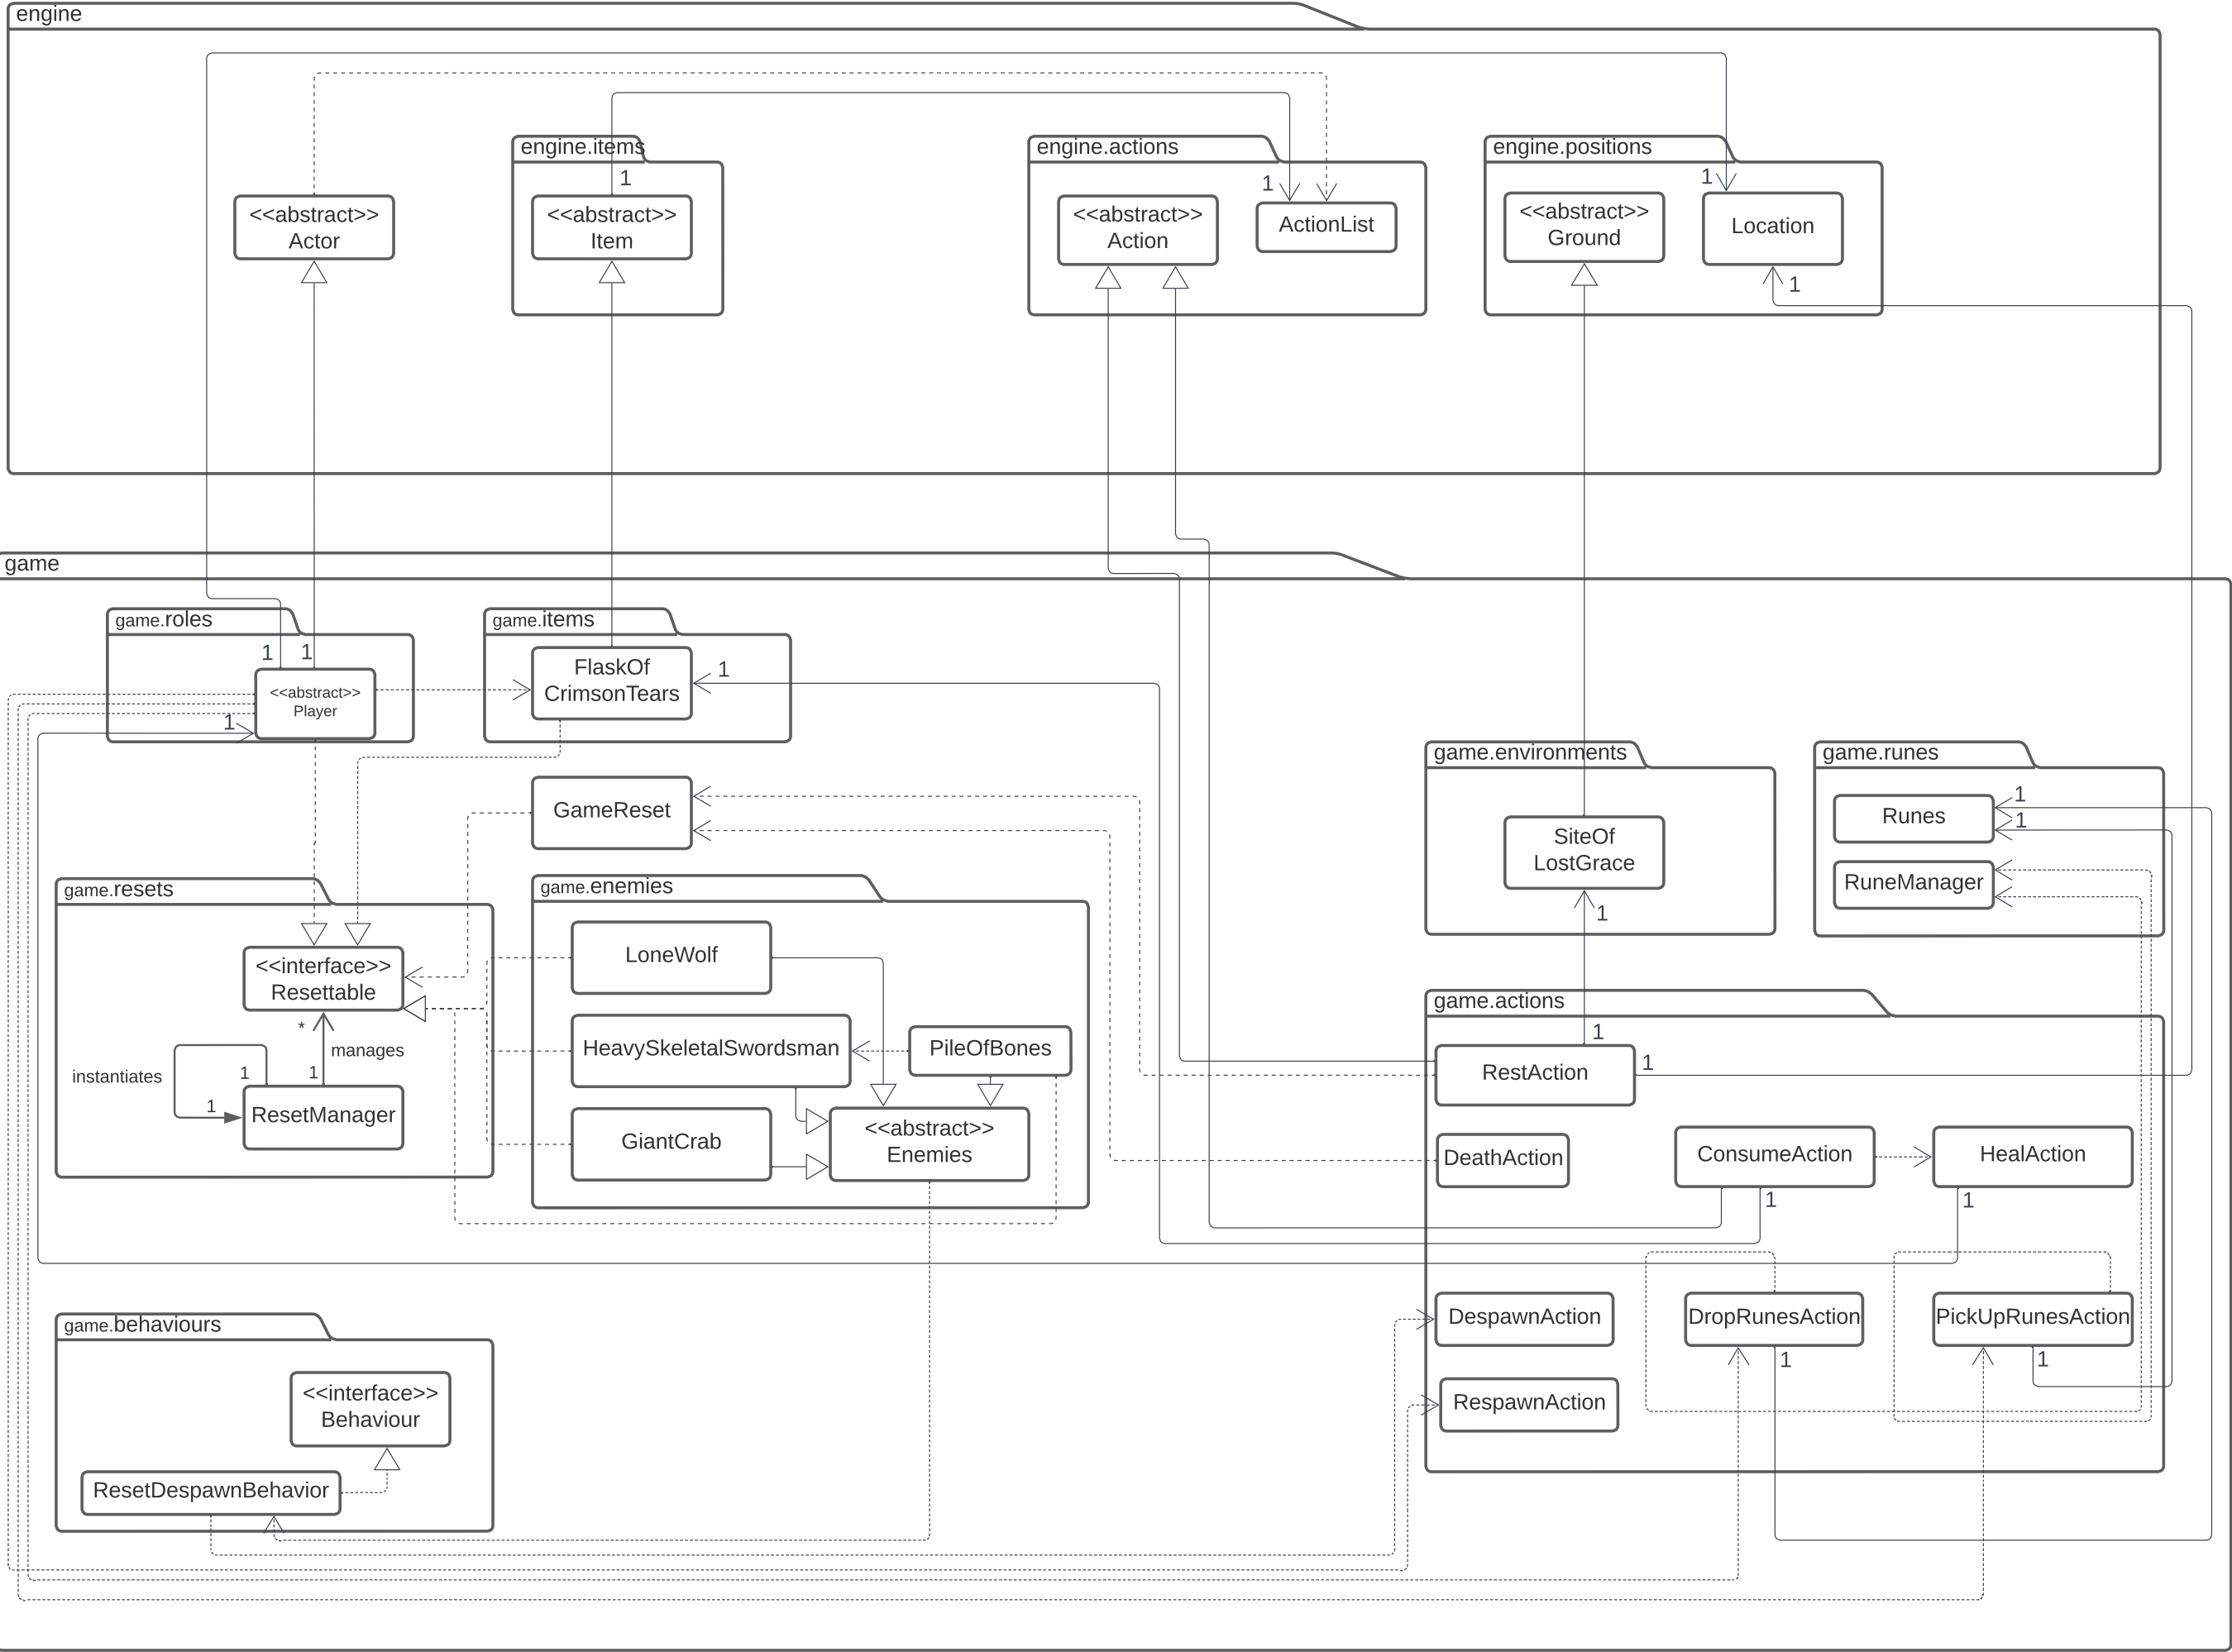 engine
engine.items
engine.actions
engine.positions
1
1
1
<<abstract>>
Actor
<<abstract>>
Item
<<abstract>>
Action
ActionList
<<abstract>>
Ground
Location
1
game
game.roles
game.items
1
1
<<abstract>>
Player
1
FlaskOf
CrimsonTears
1
game.environments
game.runes
GameReset
SiteOf
LostGrace
1
Runes
1
1
RuneManager
game.resets
game.enemies
<<interface>>
Resettable
*
manages
1
instantiates
1
1
ResetManager
LoneWolf
HeavySkeletalSwordsman
PileOfBones
GiantCrab
<<abstract>>
Enemies
game.actions
1
RestAction
1
DeathAction
ConsumeAction
HealAction
1
1
DespawnAction
DropRunesAction
PickUpRunesAction
1
1
RespawnAction
game.behaviours
<<interface>>
Behaviour
ResetDespawnBehavior